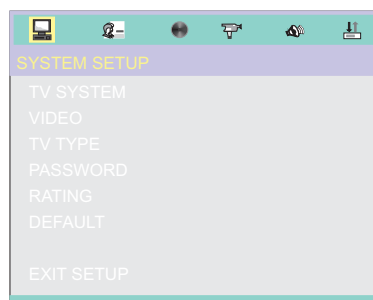 SYSTEM SETUP
TV SYSTEM
VIDEO
TV TYPE
PASSWORD
RATING
DEFAULT
EXIT SETUP